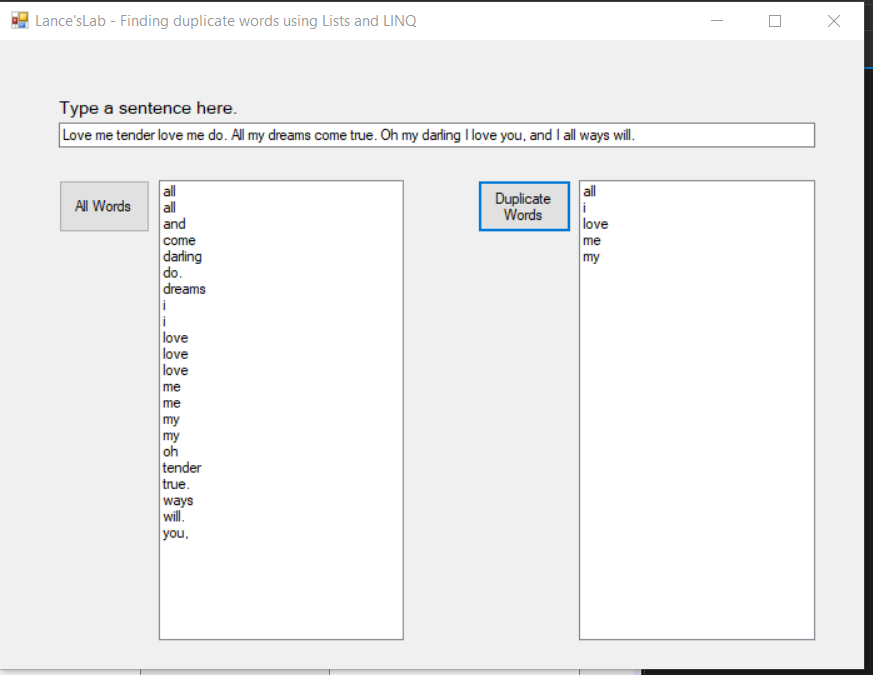 Lance'sLab - Finding duplicate words using Lists and LINQ
Type a sentence here.
Love me tender love me do. All my dreams come true. Oh my darling I love you, and I all ways will.
All Words
all
all
and
come
darling
do.
dreams
i
i
love
love
love
me
me
my
my
oh
tender
true.
ways
will.
you,
Duplicate
Words
all
i
love
me
my